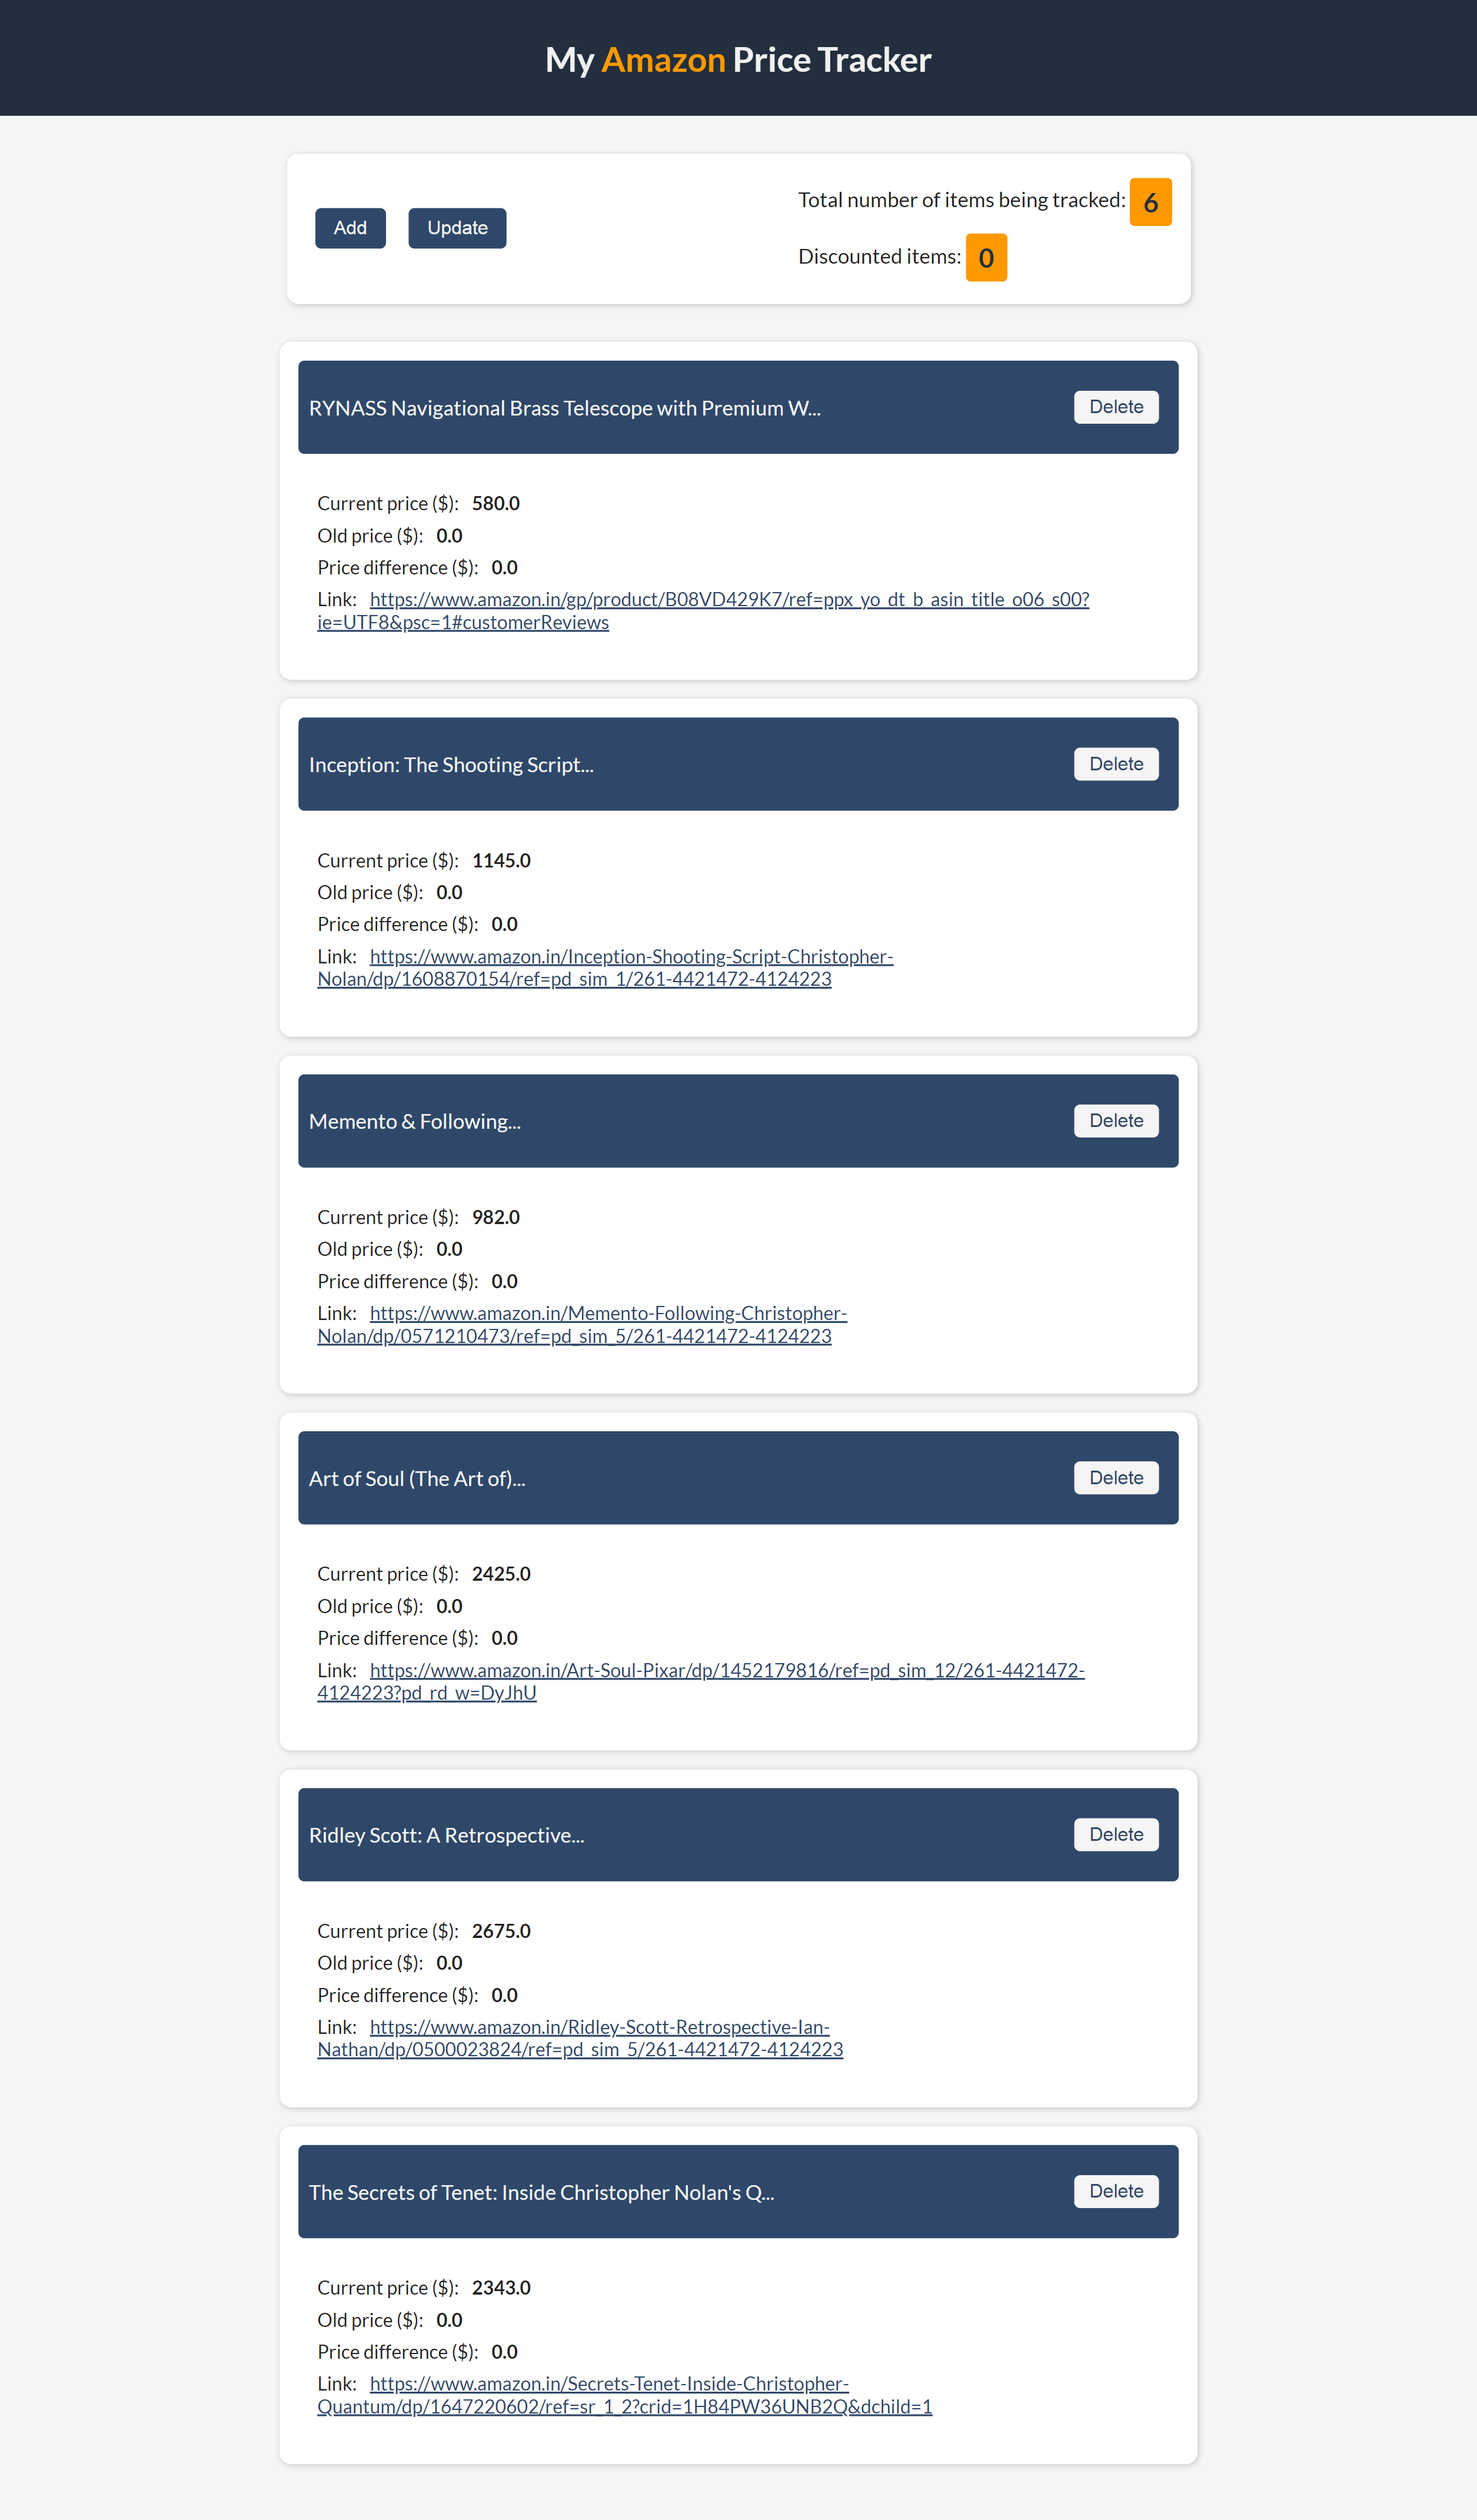 My Amazon Price Tracker
Add
Update
Total number of items being tracked: 6
Discounted items: 0
RYNASS Navigational Brass Telescope with Premium W...
Delete
Current price ($): 580.0
Old price ($): 0.0
Price difference ($): 0.0
Link: https://www.amazon.in/gp/product/B08VD429K7/ref=ppx_yo_dt_b_asin_title_o06_s00?
ie=UTF8&psc=1#customerReviews
Inception: The Shooting Script...
Delete
Current price ($): 1145.0
Old price ($): 0.0
Price difference ($): 0.0
Link: https://www.amazon.in/Inception-Shooting-Script-Christopher-
Nolan/dp/1608870154/ref=pd_sim_1/261-4421472-4124223
Memento & Following...
Delete
Current price ($): 982.0
Old price ($): 0.0
Price difference ($): 0.0
Link: https://www.amazon.in/Memento-Following-Christopher-
Nolan/dp/0571210473/ref=pd_sim_5/261-4421472-4124223
Art of Soul (The Art of)...
Delete
Current price ($): 2425.0
Old price ($): 0.0
Price difference ($): 0.0
Link: https://www.amazon.in/Art-Soul-Pixar/dp/1452179816/ref=pd_sim_12/261-4421472-
4124223?pd_rd_w=DyJhU
Ridley Scott: A Retrospective...
Delete
Current price ($): 2675.0
Old price ($): 0.0
Price difference ($): 0.0
Link: https://www.amazon.in/Ridley-Scott-Retrospective-Ian-
Nathan/dp/0500023824/ref=pd_sim_5/261-4421472-4124223
The Secrets of Tenet: Inside Christopher Nolan's Q...
Delete
Current price ($): 2343.0
Old price ($): 0.0
Price difference ($): 0.0
Link: https://www.amazon.in/Secrets-Tenet-Inside-Christopher-
Quantum/dp/1647220602/ref=sr_1_2?crid=1H84PW36UNB2Q&dchild=1